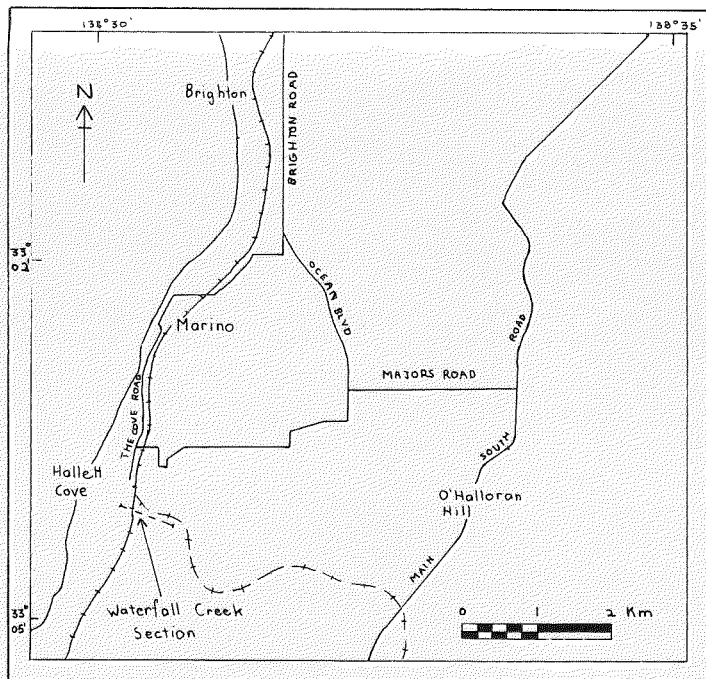 138° 30'
138° 35'
N
Brighton
BRIGHTON ROAD
33°
02'
OCEAN BLVD
Marino
MAJORS ROAD
THE COVE ROAD
Hallett
Cove
MAIN SOUTH ROAD
O'Halloran
Hill
Waterfall Creek
Section
33°
05'
0 1 2 Km